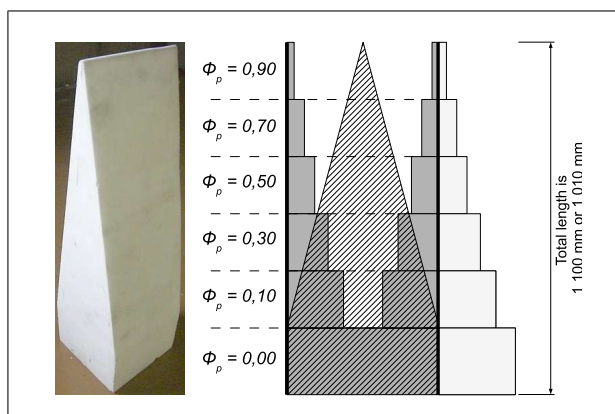 Φp = 0,90
Φp = 0,70
Φp = 0,50
Φp = 0,30
Φp = 0,10
Φp = 0,00
Total length is
1 100 mm or 1 010 mm